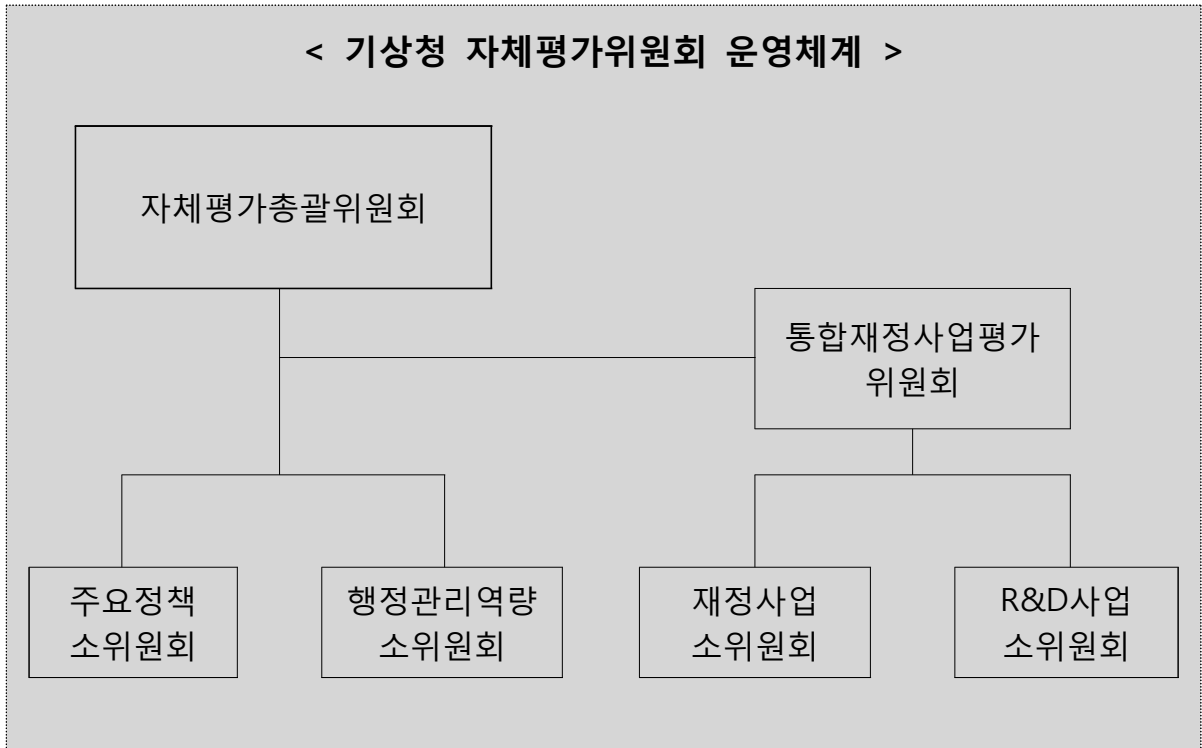 < 기상청 자체평가위원회 운영체계 >
자체평가총괄위원회
통합재정사업평가
위원회
주요정책
소위원회
행정관리역량
소위원회
재정사업
소위원회
R&D사업
소위원회